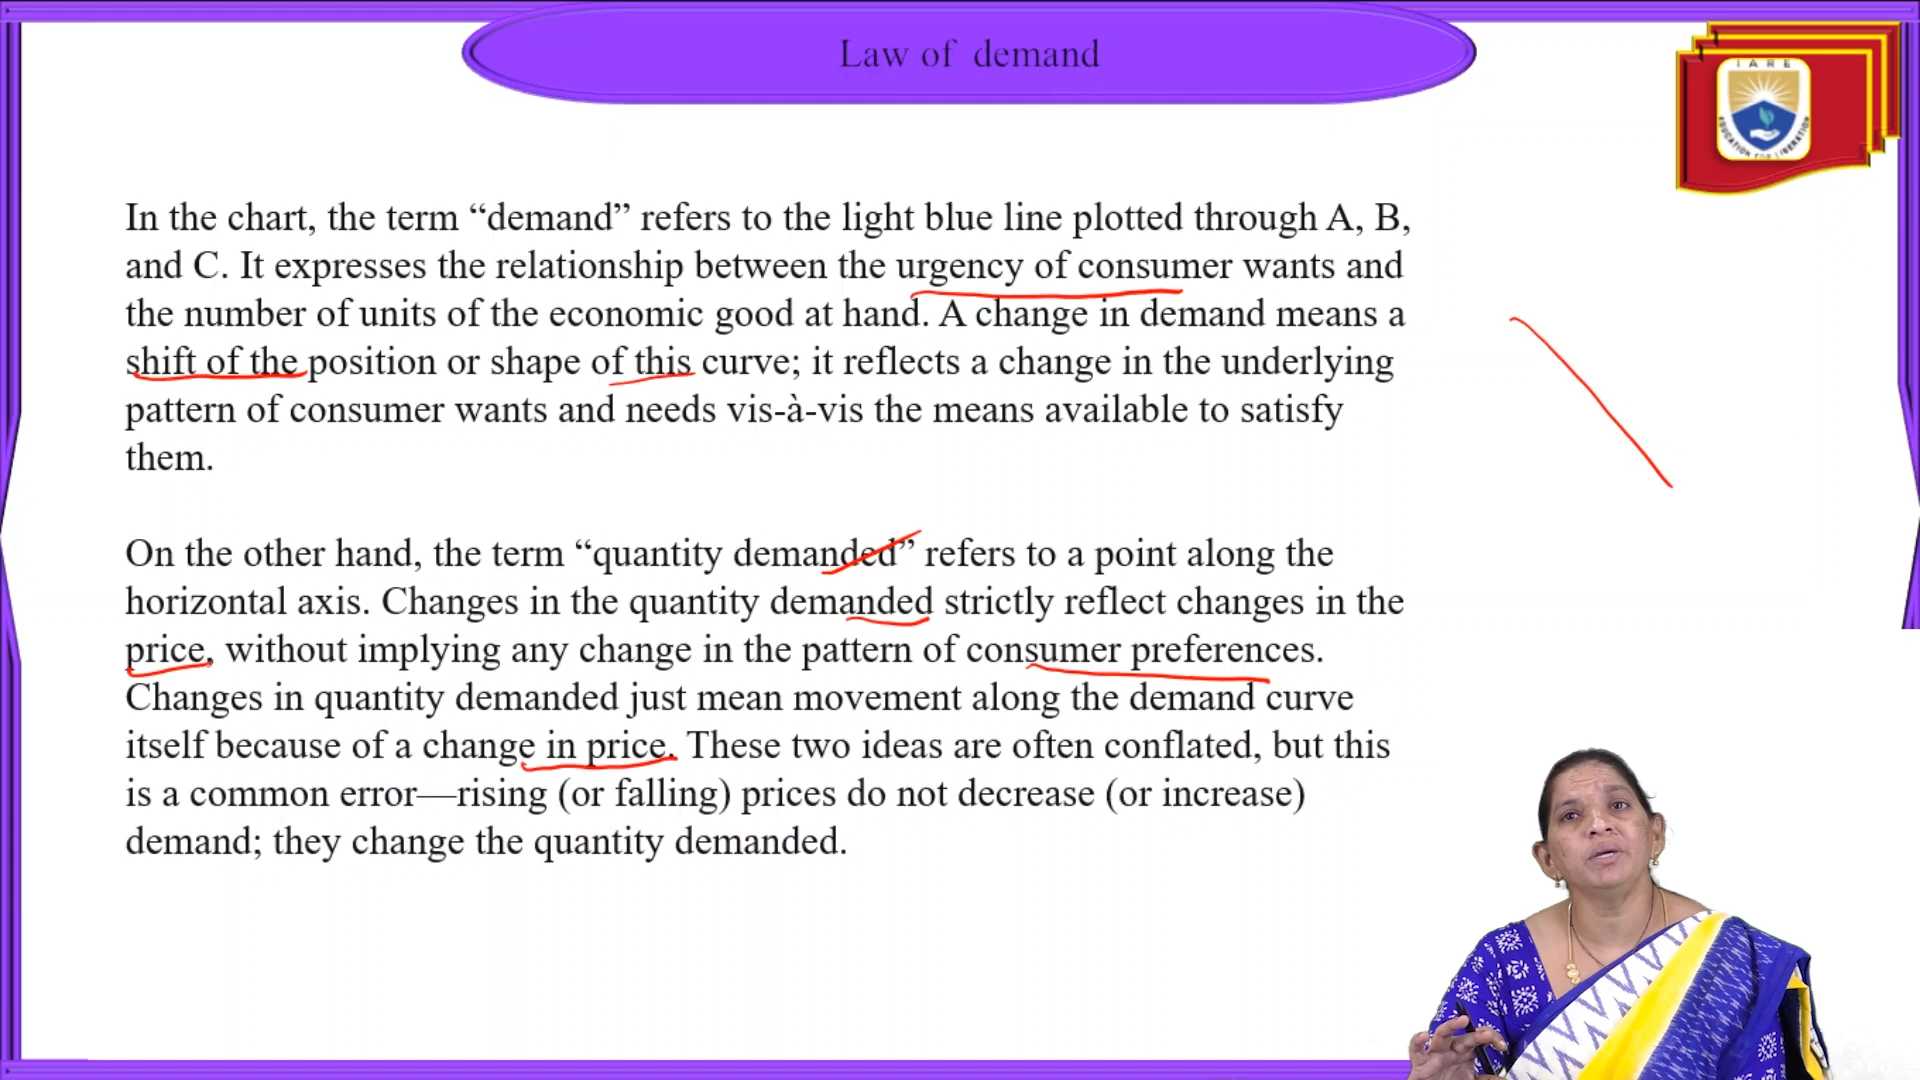 Law of demand
IARE
EDUCATION FOR LIBERATION
In the chart, the term “demand” refers to the light blue line plotted through A, B,
and C. It expresses the relationship between the urgency of consumer wants and
the number of units of the economic good at hand. A change in demand means a
shift of the position or shape of this curve; it reflects a change in the underlying
pattern of consumer wants and needs vis-à-vis the means available to satisfy
them.
On the other hand, the term “quantity demanded” refers to a point along the
horizontal axis. Changes in the quantity demanded strictly reflect changes in the
price, without implying any change in the pattern of consumer preferences.
Changes in quantity demanded just mean movement along the demand curve
itself because of a change in price. These two ideas are often conflated, but this
is a common error—rising (or falling) prices do not decrease (or increase)
demand; they change the quantity demanded.